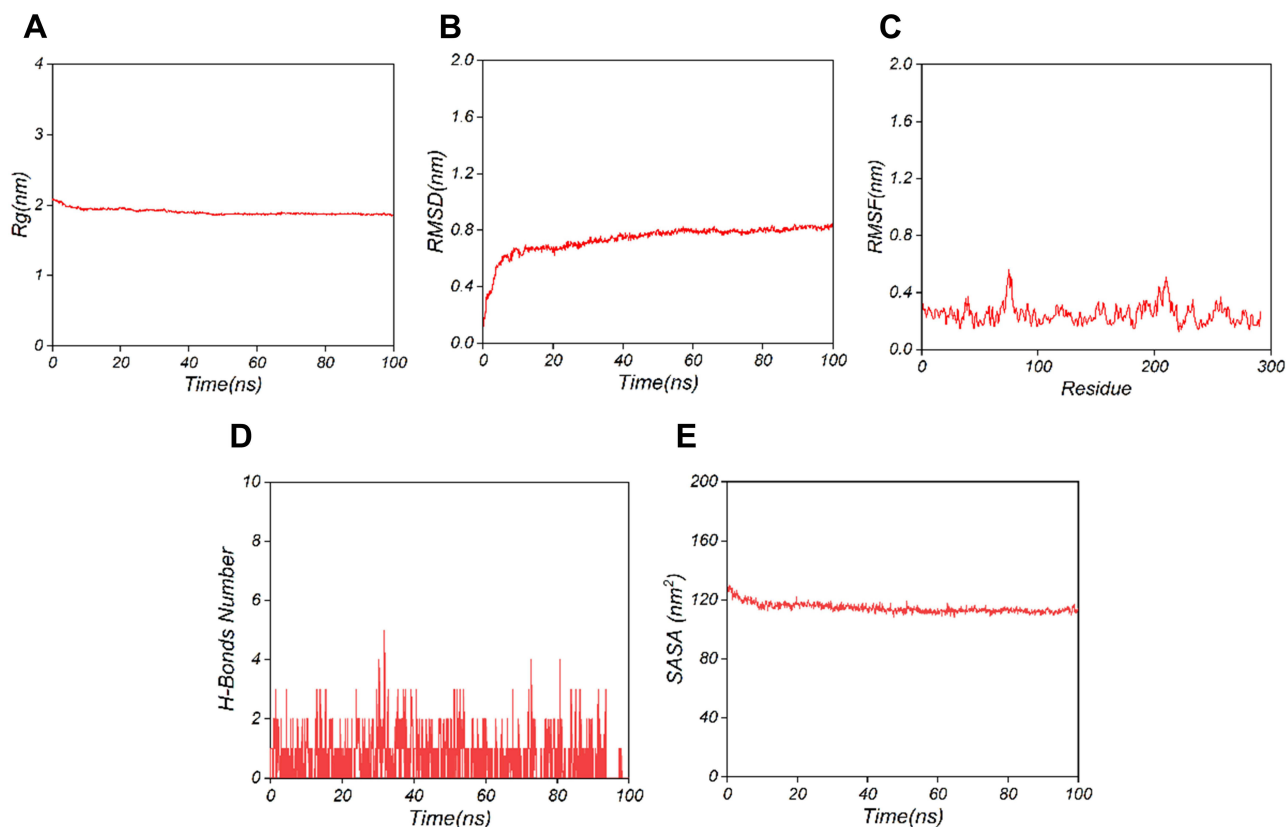 A
B
C
4
3
2
1
0
Rg(nm)
0 20 40 60 80 100
Time(ns)
2.0
1.6
1.2
0.8
0.4
0.0
RMSD(nm)
0 20 40 60 80 100
Time(ns)
2.0
1.6
1.2
0.8
0.4
0.0
RMSF(nm)
0 100 200 300
Residue
D
E
10
8
6
4
2
0
H-Bonds Number
0 20 40 60 80 100
Time(ns)
200
160
120
80
40
0
SASA (nm²)
0 20 40 60 80 100
Time(ns)